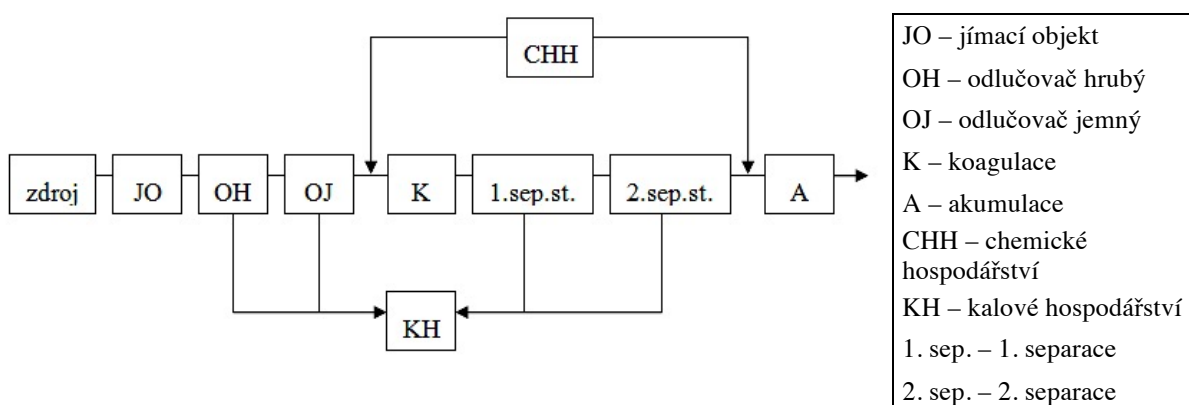 CHH
zdroj
JO
OH
OJ
K
1.sep.st.
2.sep.st.
A
KH
JO – jímací objekt
OH – odlučovač hrubý
OJ – odlučovač jemný
K – koagulace
A – akumulace
CHH – chemické
hospodářství
KH – kalové hospodářství
1. sep. – 1. separace
2. sep. – 2. separace